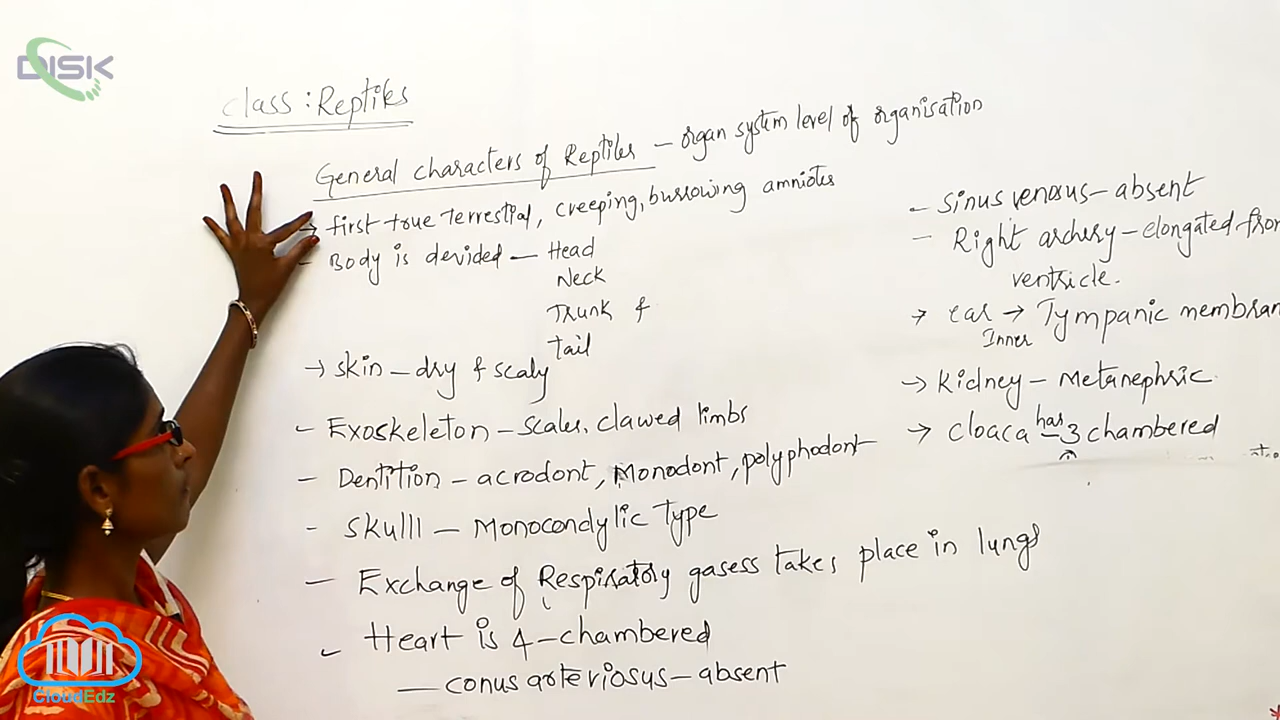 DISK
class : Reptiles
General characters of Reptiles – organ system level of organisation
→ first true terrestrial, creeping, burrowing amniotes
– Body is devided – Head
Neck
Trunk &
tail
→ skin – dry & scaly
– Exoskeleton – scales, clawed limbs
– Dentition – acrodont, Monodont, polyphodont
– skulll – Monocondylic Type
– Exchange of Respiratory gasess takes place in lungs
– Heart is 4–chambered
– conus arteriosus – absent
– sinus venosus – absent
– Right archery – elongated from
ventricle.
→ ear → Tympanic membran
Inner
→ Kidney – Metanephric
→ cloaca has – 3 chambered
CloudEdz